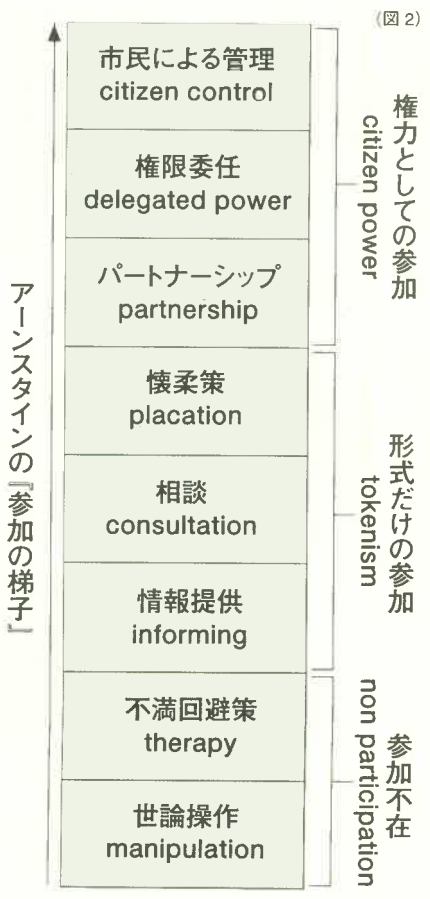 (図2)
市民による管理
citizen control
権限委任
delegated power
パートナーシップ
partnership
懐柔策
placation
相談
consultation
情報提供
informing
不満回避策
therapy
世論操作
manipulation
権力としての参加
citizen power
形式だけの参加
tokenism
参加不在
non participation
アーンスタインの『参加の梯子』